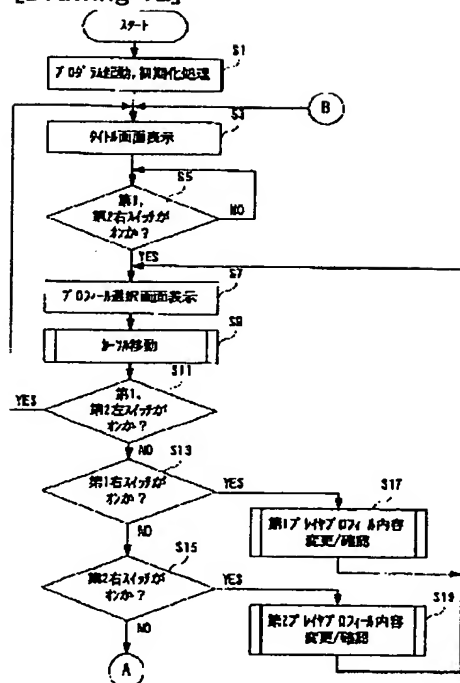 [Drawing 12]
スタート
S1
プログラム起動,初期化処理
B
S3
タイトル画面表示
S5
第1,
第2右スイッチが
オンか?
NO
YES
S7
プロフィール選択画面表示
S9
カーソル移動
S11
第1,
第2左スイッチが
オンか?
YES
NO
S13
第1右スイッチが
オンか?
YES
NO
S17
第1プレイヤプロフィール内容
変更/確認
S15
第2右スイッチが
オンか?
YES
NO
S19
第2プレイヤプロフィール内容
変更/確認
A